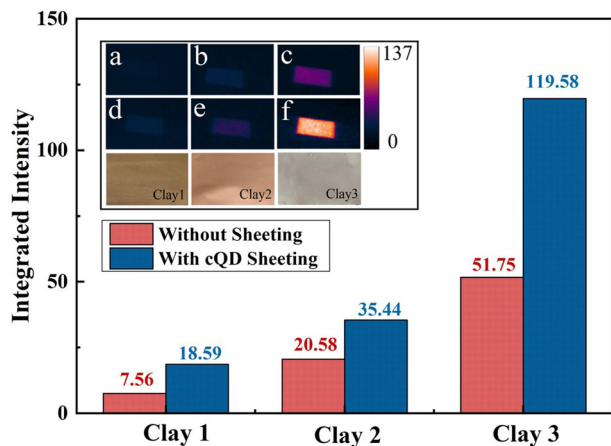 150
100
50
0
Integrated Intensity
a
b
c
137
d
e
f
0
Clay1
Clay2
Clay3
Without Sheeting
With cQD Sheeting
7.56
18.59
20.58
35.44
51.75
119.58
Clay 1
Clay 2
Clay 3